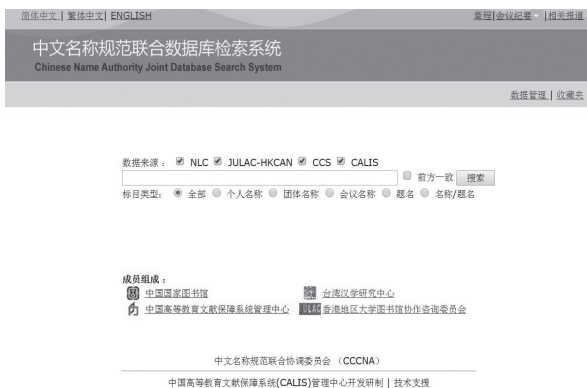 简体中文 | 繁体中文| ENGLISH 章程|会议纪要 | 相关报道
中文名称规范联合数据库检索系统
Chinese Name Authority Joint Database Search System
数据管理 | 收藏夹
数据来源： NLC JULAC-HKCAN CCS CALIS
前方一致 搜索
标目类型： 全部 个人名称 团体名称 会议名称 题名 名称/题名
成员组成：
中国国家图书馆 台湾汉学研究中心
中国高等教育文献保障系统管理中心 JULAC 香港地区大学图书馆协作咨询委员会
中文名称规范联合协调委员会 （CCCNA）
中国高等教育文献保障系统(CALIS)管理中心开发研制 | 技术支援